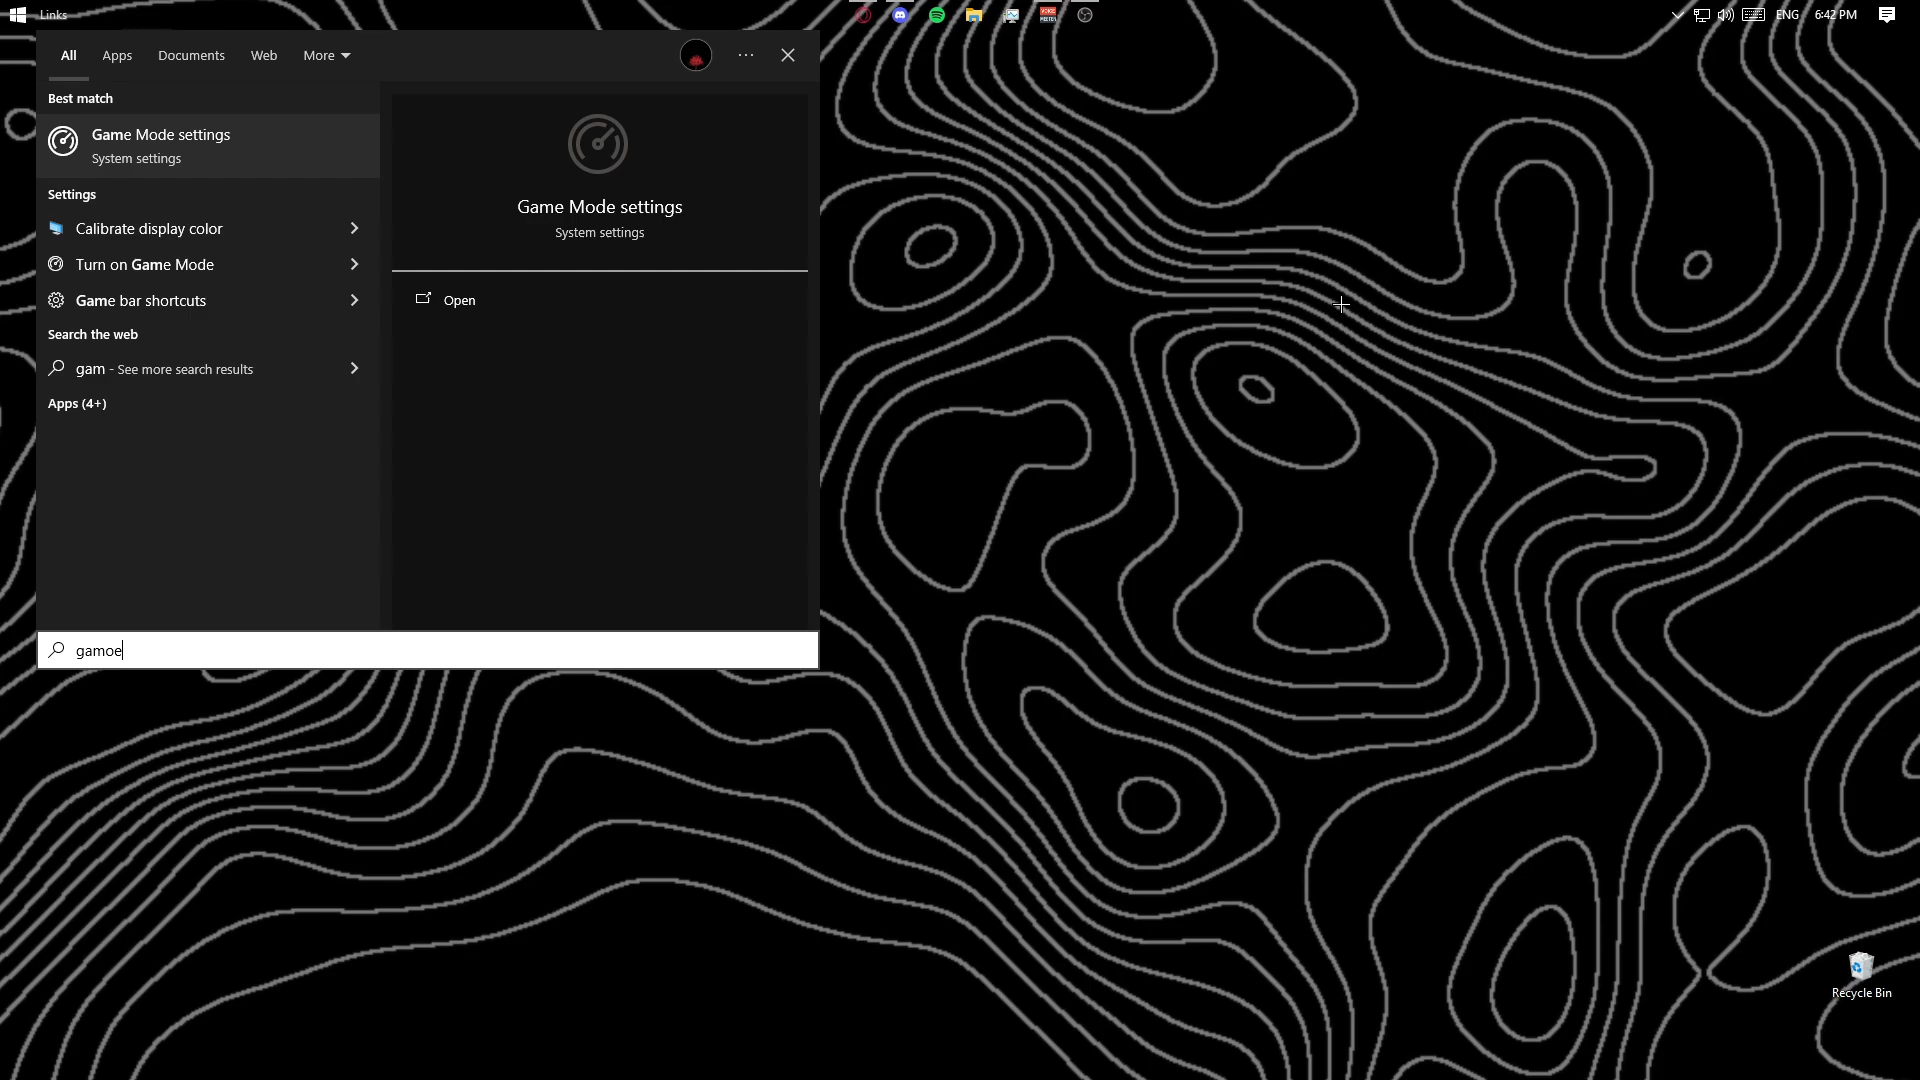 Links
ENG
6:42 PM
All
Apps
Documents
Web
More
Best match
Game Mode settings
System settings
Settings
Calibrate display color
Turn on Game Mode
Game bar shortcuts
Search the web
gam - See more search results
Apps (4+)
Game Mode settings
System settings
Open
gamoe
Recycle Bin